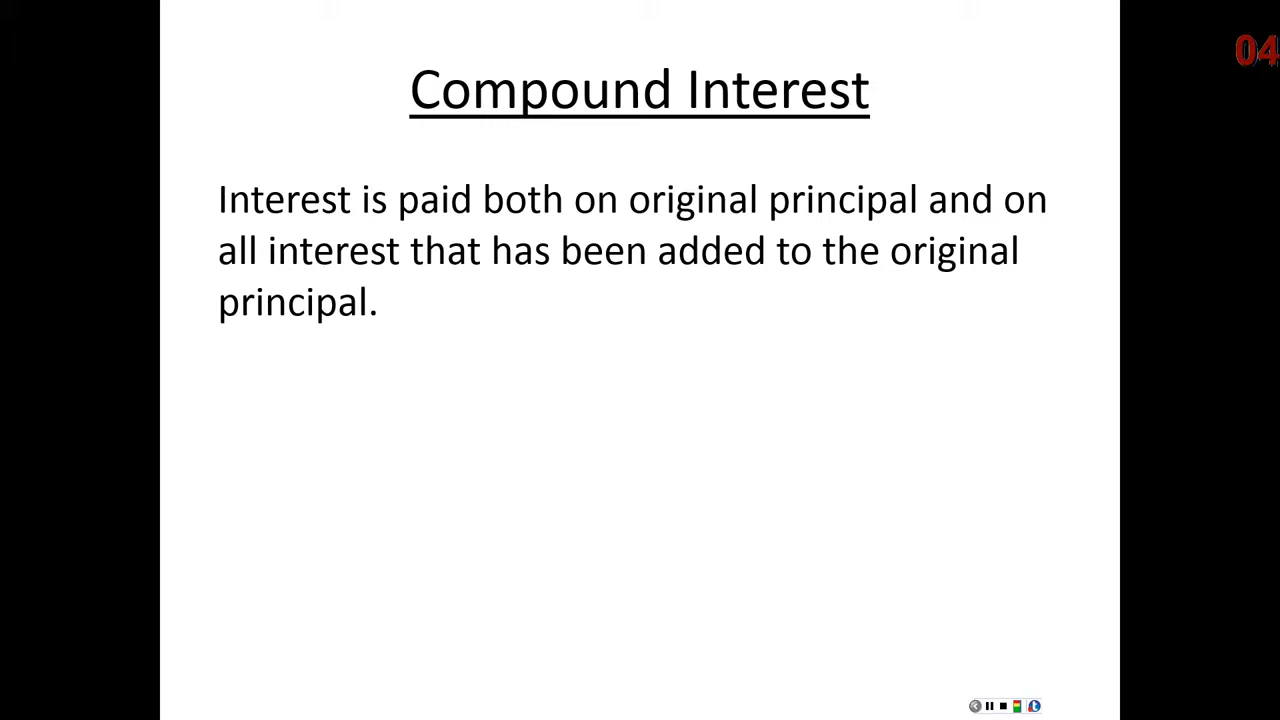 04
Compound Interest
Interest is paid both on original principal and on
all interest that has been added to the original
principal.